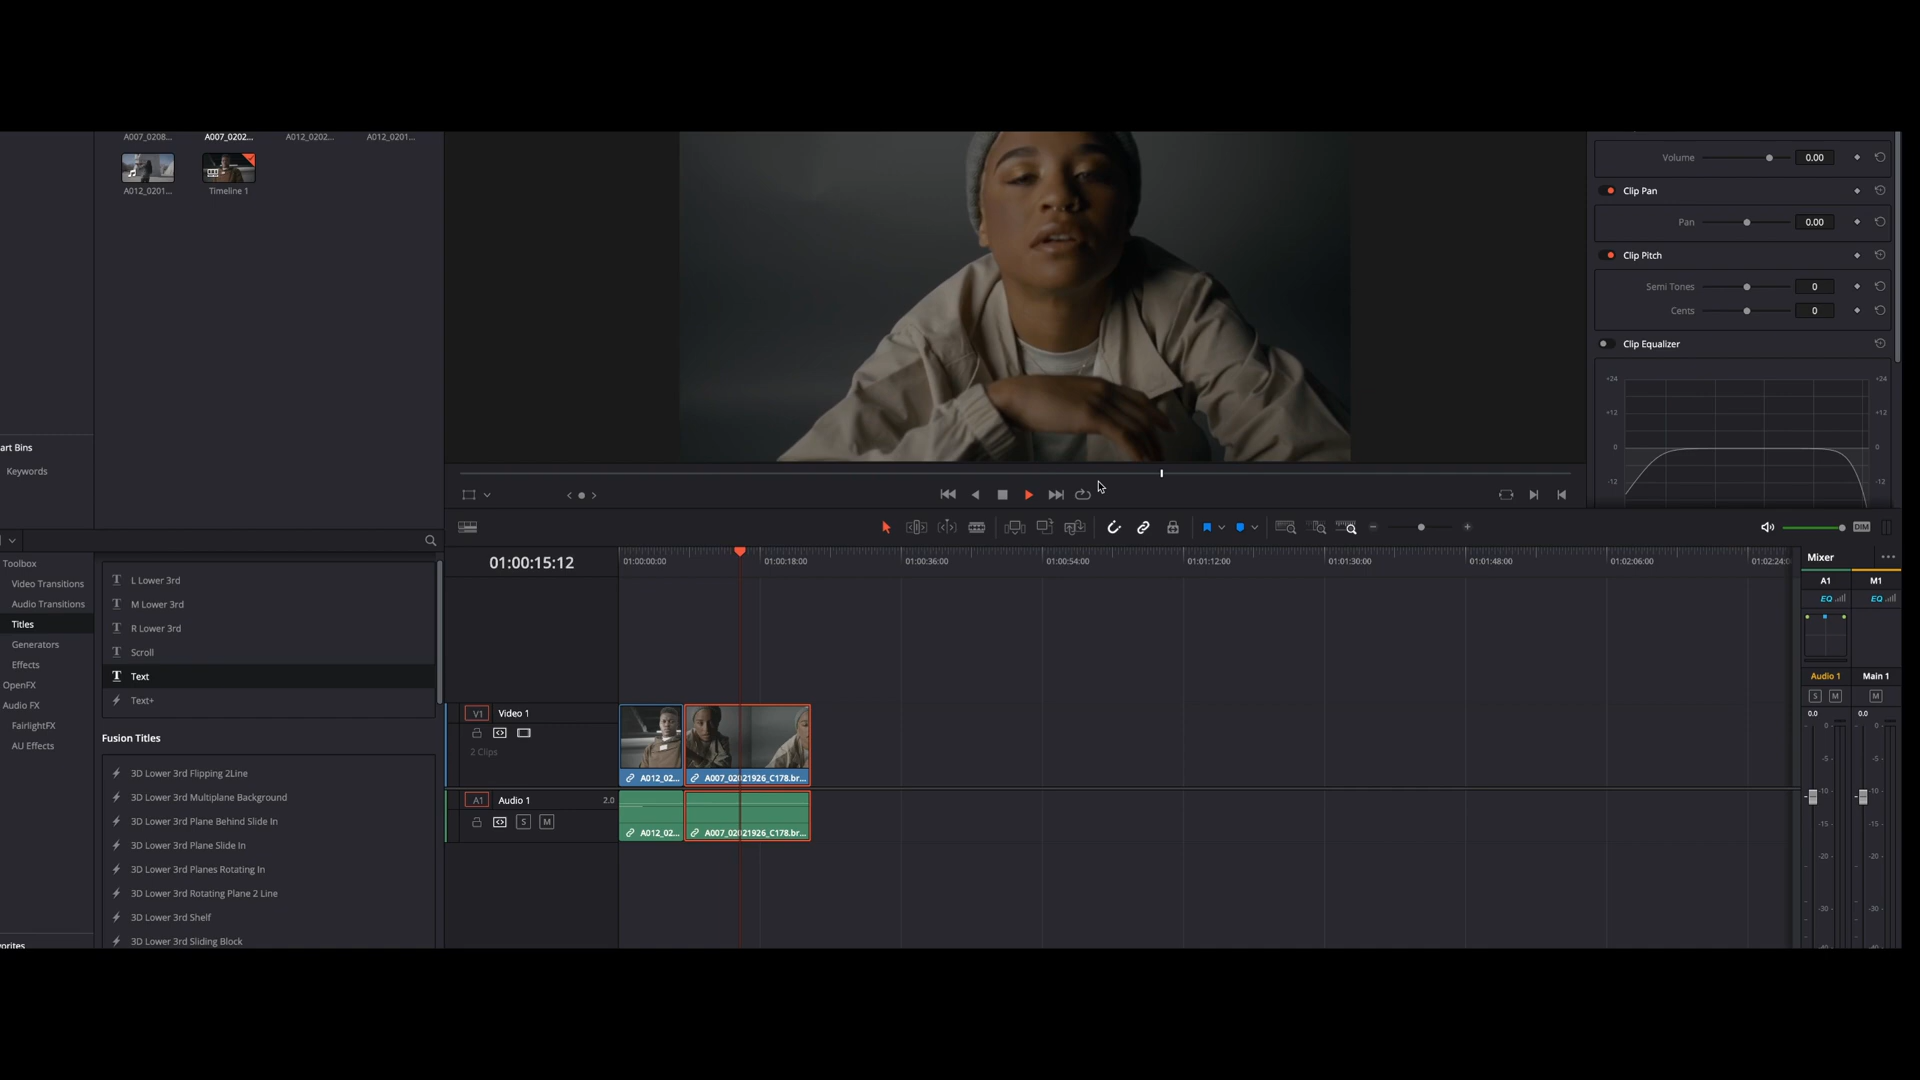 A007_0208...
A007_0202...
A012_0202...
A012_0201...
A012_0201...
Timeline 1
art Bins
Keywords
Volume
0.00
Clip Pan
Pan
0.00
Clip Pitch
Semi Tones
0
Cents
0
Clip Equalizer
+24
+24
+12
+12
0
0
-12
-12
Toolbox
Video Transitions
Audio Transitions
Titles
Generators
Effects
OpenFX
Audio FX
FairlightFX
AU Effects
vorites
L Lower 3rd
M Lower 3rd
R Lower 3rd
Scroll
Text
Text+
Fusion Titles
3D Lower 3rd Flipping 2Line
3D Lower 3rd Multiplane Background
3D Lower 3rd Plane Behind Slide In
3D Lower 3rd Plane Slide In
3D Lower 3rd Planes Rotating In
3D Lower 3rd Rotating Plane 2 Line
3D Lower 3rd Shelf
3D Lower 3rd Sliding Block
01:00:15:12
01:00:00:00
01:00:18:00
01:00:36:00
01:00:54:00
01:01:12:00
01:01:30:00
01:01:48:00
01:02:06:00
01:02:24:0
V1
Video 1
2 Clips
A012_02...
A007_02021926_C178.br...
A1
Audio 1
2.0
S
M
A012_02...
A007_02021926_C178.br...
DIM
Mixer
A1
M1
EQ
EQ
Audio 1
Main 1
S
M
M
0.0
0.0
0
0
-5
-5
-10
-10
-15
-15
-20
-20
-30
-30
-40
-40